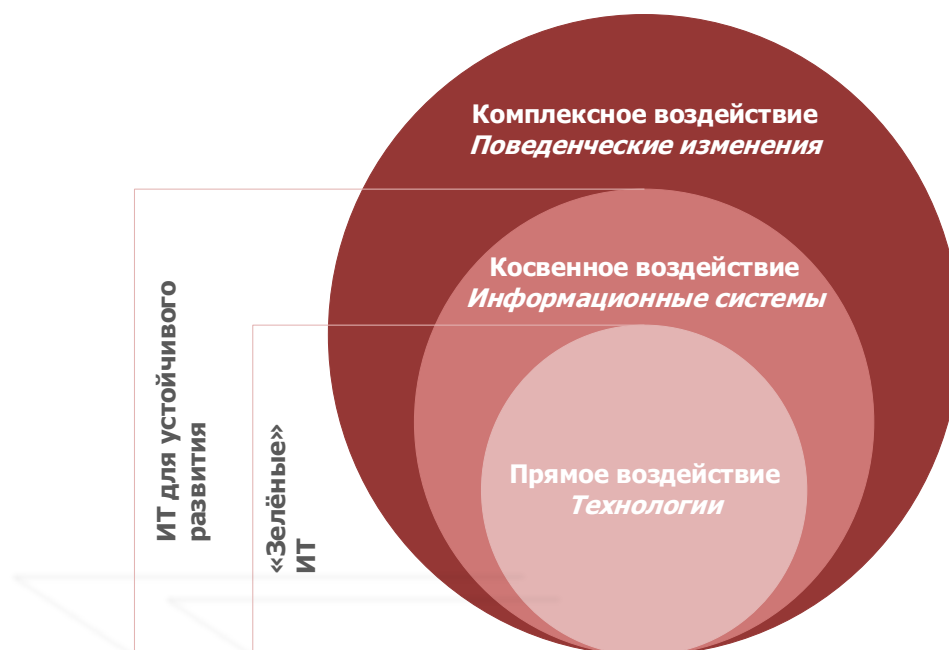 Комплексное воздействие
Поведенческие изменения
Косвенное воздействие
Информационные системы
Прямое воздействие
Технологии
ИТ для устойчивого
развития
«Зелёные»
ИТ